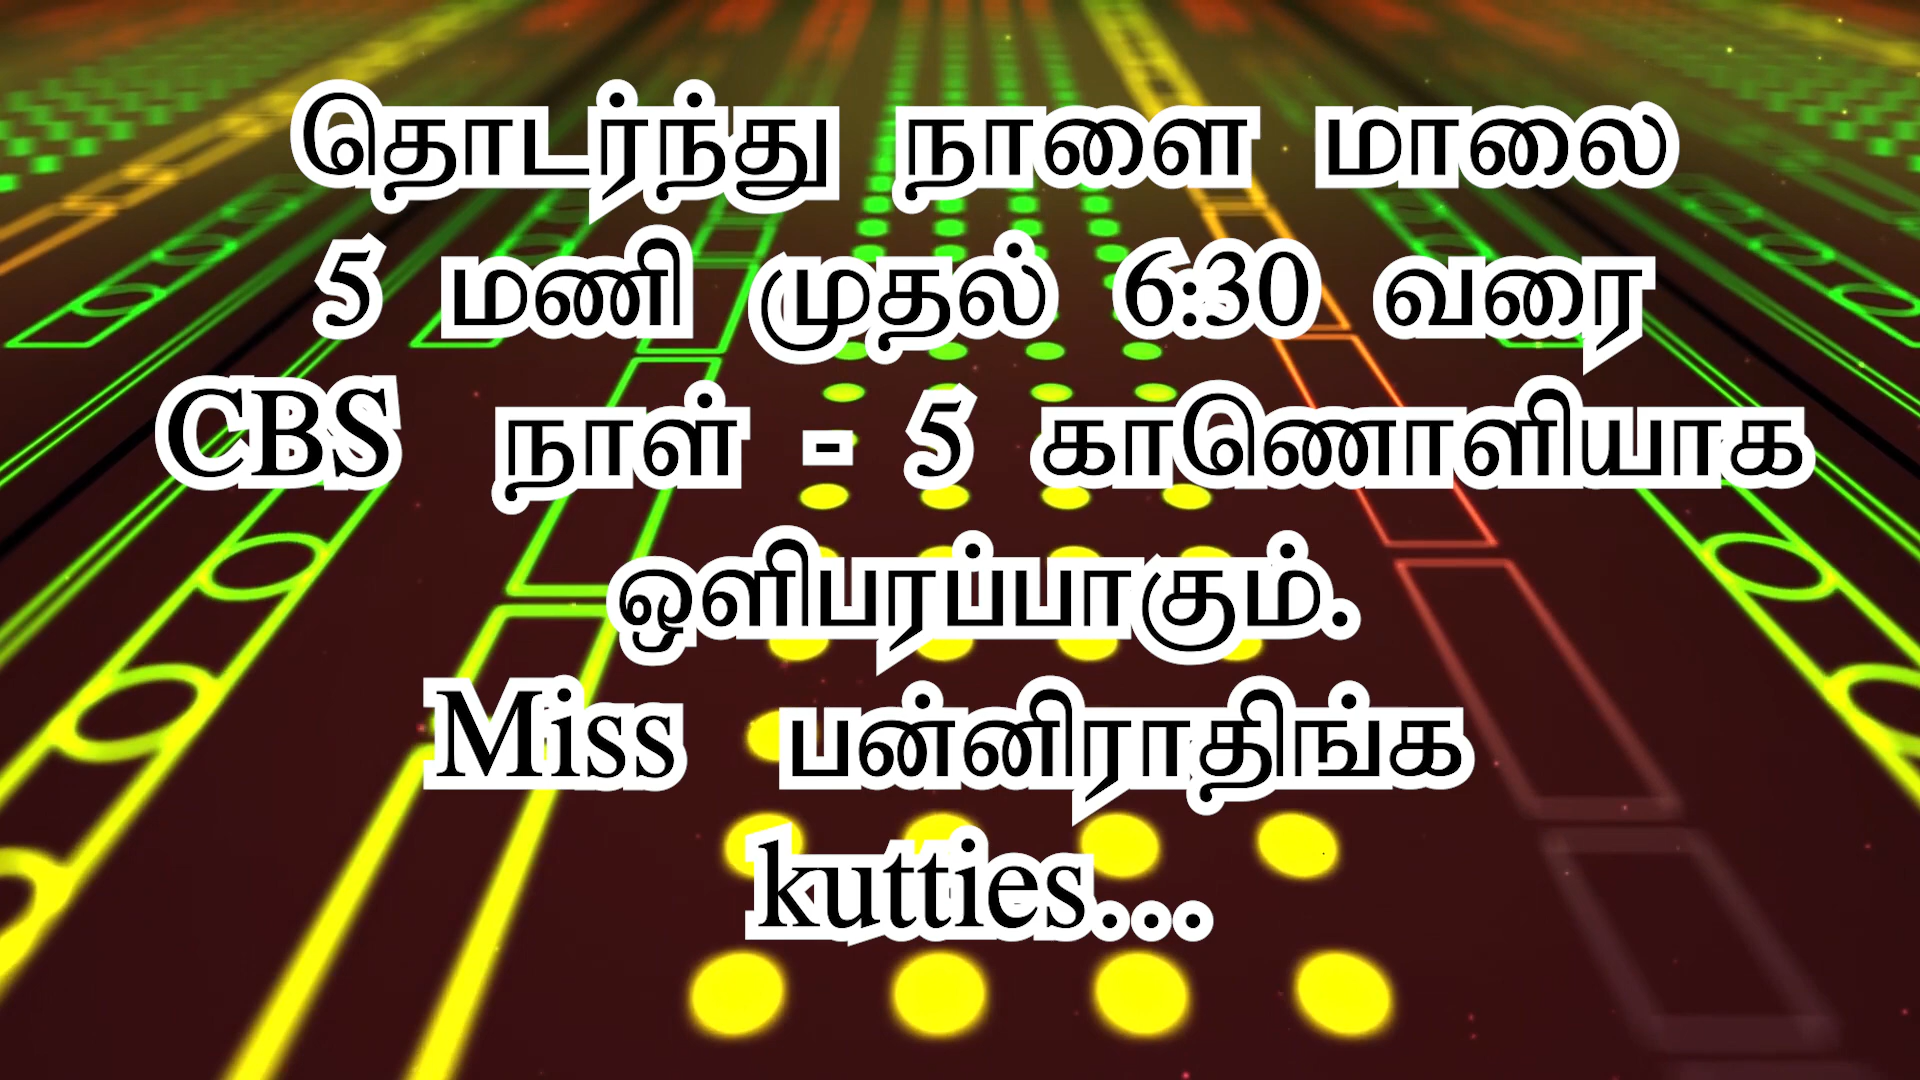 தொடர்ந்து நாளை மாலை
5 மணி முதல் 6:30 வரை
CBS நாள் - 5 காணொளியாக
ஒளிபரப்பாகும்.
Miss பன்னிராதிங்க
kutties...